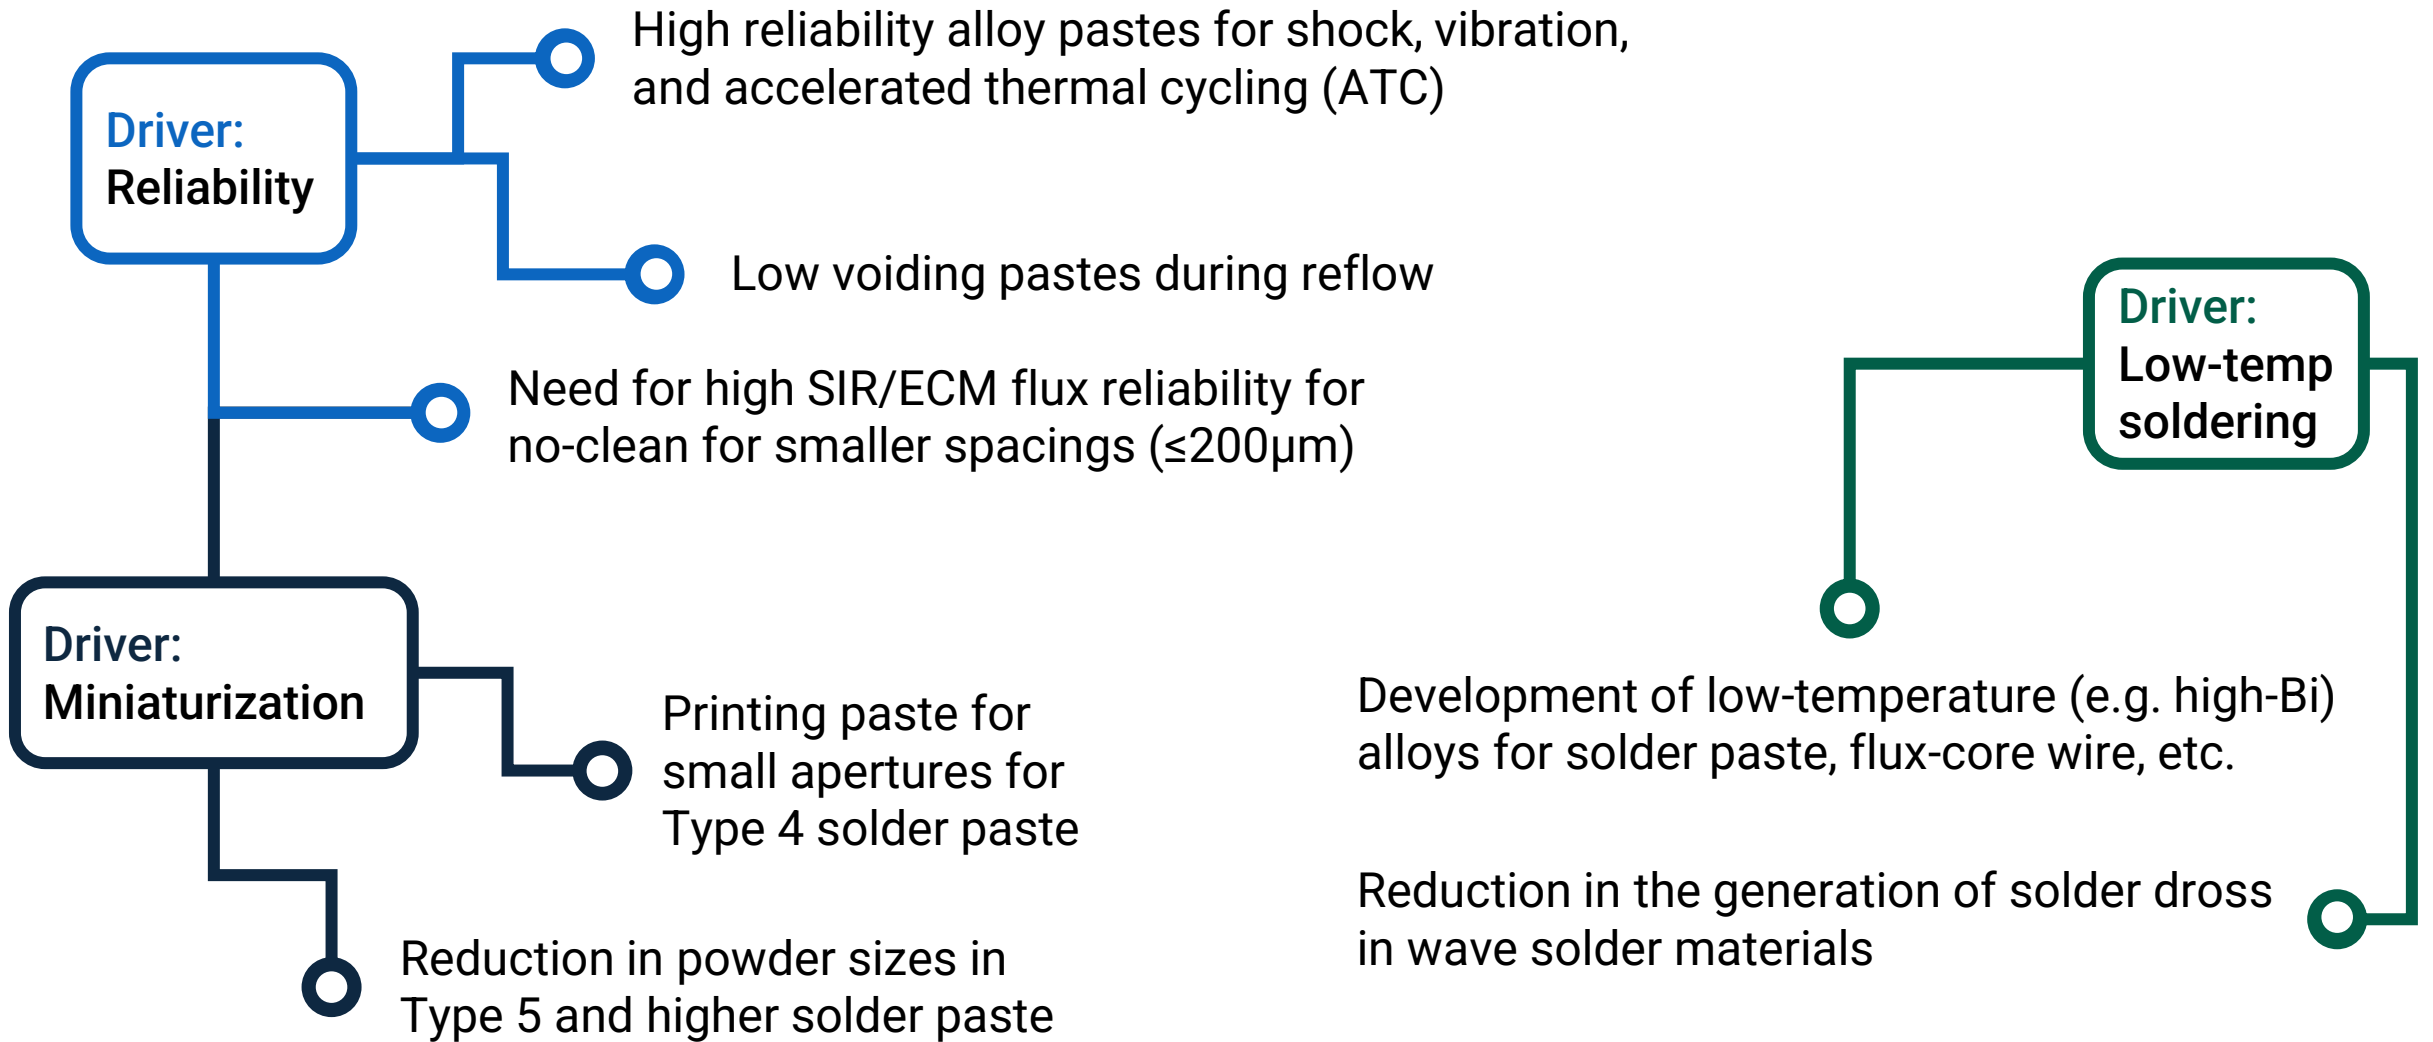 Driver:
Reliability
High reliability alloy pastes for shock, vibration,
and accelerated thermal cycling (ATC)
Low voiding pastes during reflow
Need for high SIR/ECM flux reliability for
no-clean for smaller spacings (≤200µm)
Driver:
Miniaturization
Printing paste for
small apertures for
Type 4 solder paste
Reduction in powder sizes in
Type 5 and higher solder paste
Driver:
Low-temp
soldering
Development of low-temperature (e.g. high-Bi)
alloys for solder paste, flux-core wire, etc.
Reduction in the generation of solder dross
in wave solder materials